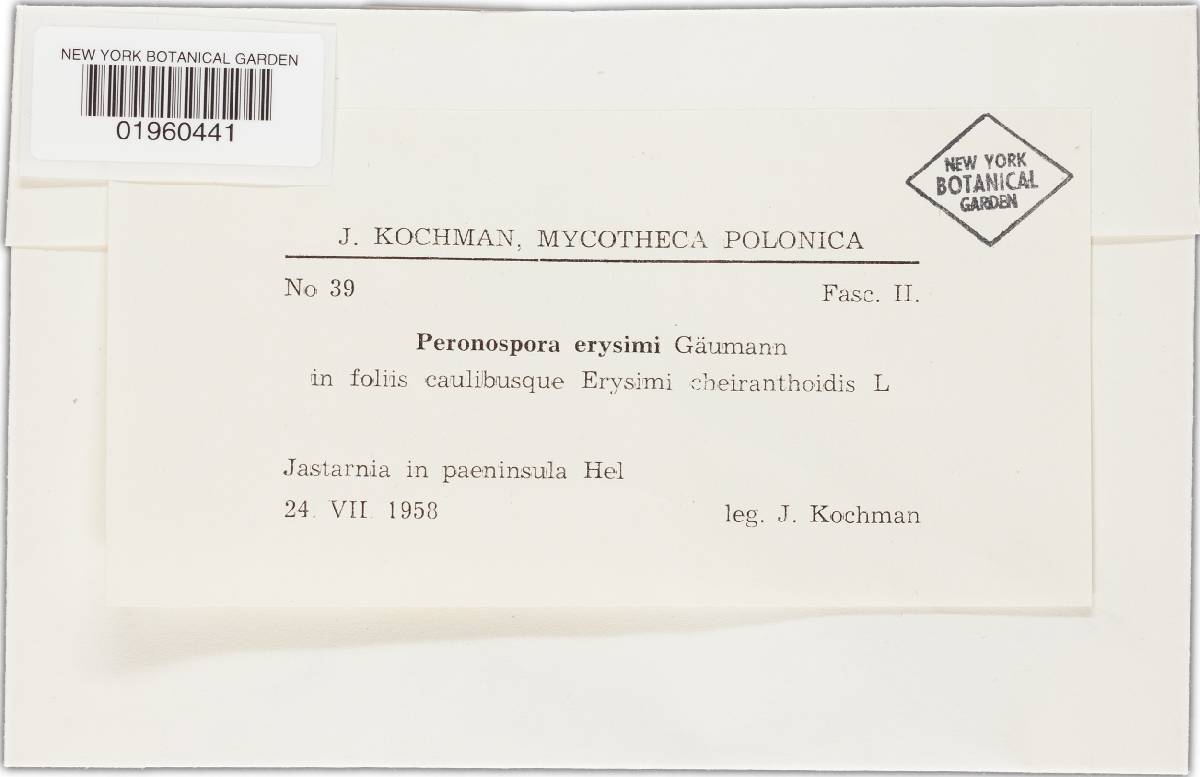 NEW YORK BOTANICAL GARDEN
01960441
NEW YORK
BOTANICAL
GARDEN
J. KOCHMAN, MYCOTHECA POLONICA
No 39 Fasc. II.
Peronospora erysimi Gäumann
in foliis caulibusque Erysimi cheiranthoidis L
Jastarnia in paeninsula Hel
24. VII. 1958 leg. J. Kochman